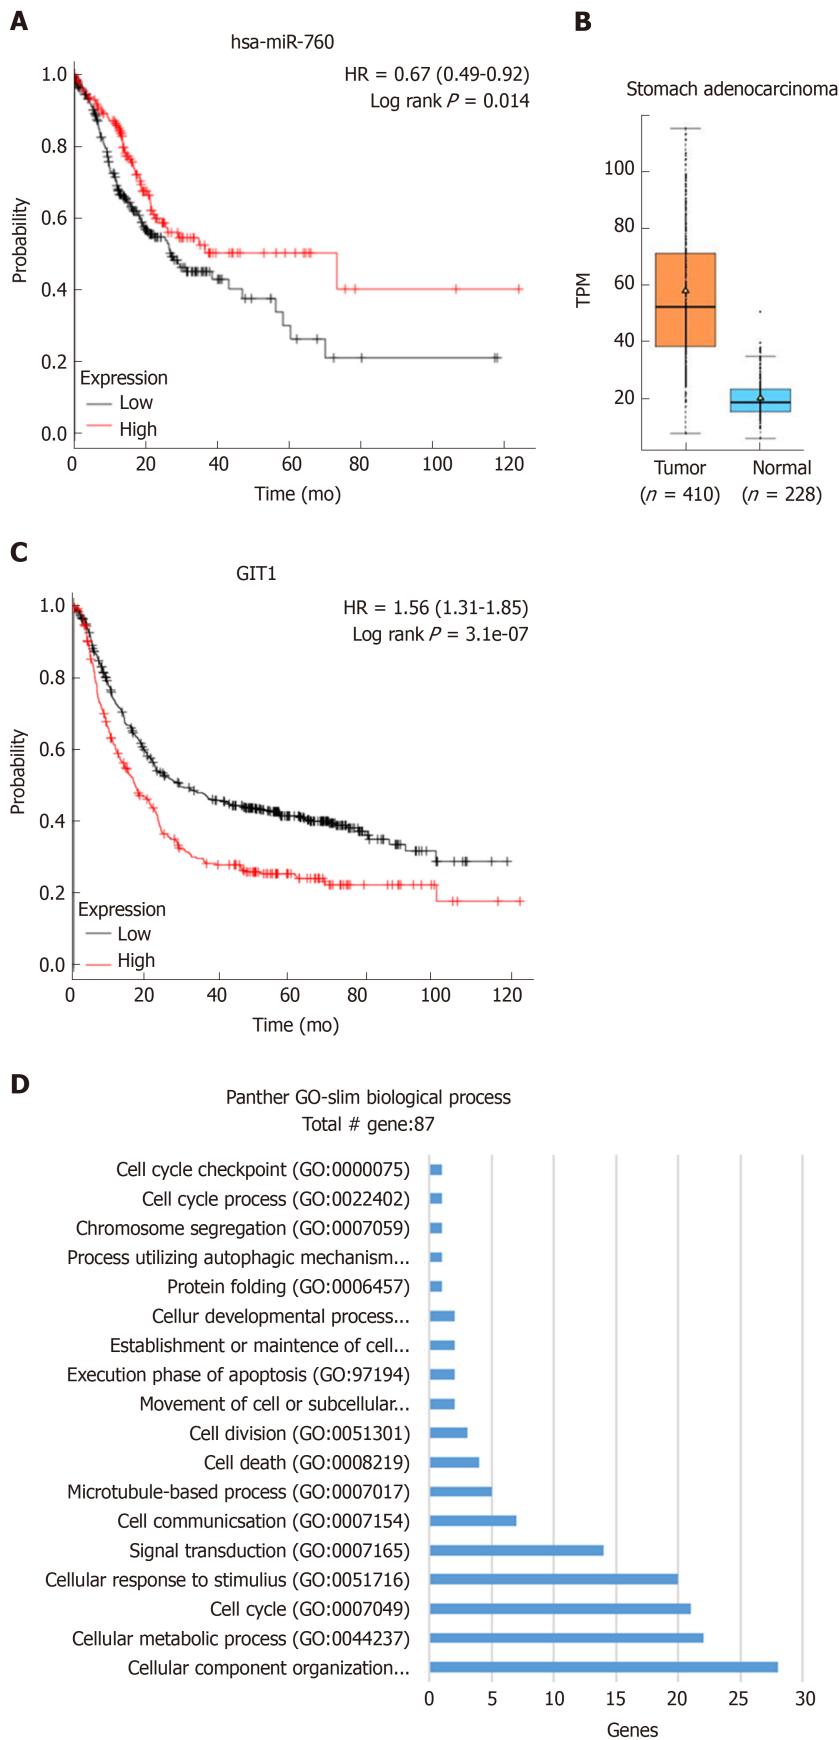 A
hsa-miR-760
HR = 0.67 (0.49-0.92)
Log rank P = 0.014
Probability
1.0
0.8
0.6
0.4
0.2
0.0
Expression
Low
High
0 20 40 60 80 100 120
Time (mo)
B
Stomach adenocarcinoma
TPM
100
80
60
40
20
Tumor Normal
(n = 410) (n = 228)
C
GIT1
HR = 1.56 (1.31-1.85)
Log rank P = 3.1e-07
Probability
1.0
0.8
0.6
0.4
0.2
0.0
Expression
Low
High
0 20 40 60 80 100 120
Time (mo)
D
Panther GO-slim biological process
Total # gene:87
Cell cycle checkpoint (GO:0000075)
Cell cycle process (GO:0022402)
Chromosome segregation (GO:0007059)
Process utilizing autophagic mechanism...
Protein folding (GO:0006457)
Cellur developmental process...
Establishment or maintence of cell...
Execution phase of apoptosis (GO:97194)
Movement of cell or subcellular...
Cell division (GO:0051301)
Cell death (GO:0008219)
Microtubule-based process (GO:0007017)
Cell communicsation (GO:0007154)
Signal transduction (GO:0007165)
Cellular response to stimulius (GO:0051716)
Cell cycle (GO:0007049)
Cellular metabolic process (GO:0044237)
Cellular component organization...
0 5 10 15 20 25 30
Genes